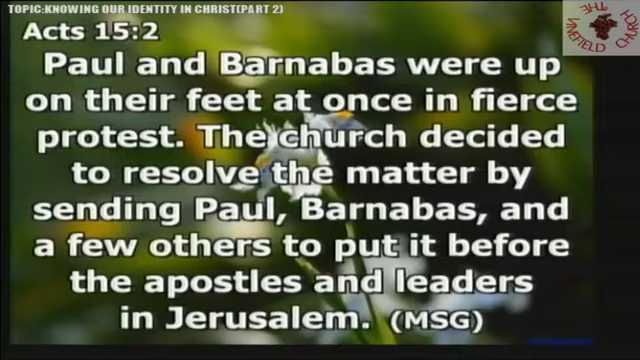 TOPIC:KNOWING OUR IDENTITY IN CHRIST(PART 2)
THE
VINEFIELD
CHURCH
Acts 15:2
Paul and Barnabas were up
on their feet at once in fierce
protest. The church decided
to resolve the matter by
sending Paul, Barnabas, and
a few others to put it before
the apostles and leaders
in Jerusalem. (MSG)